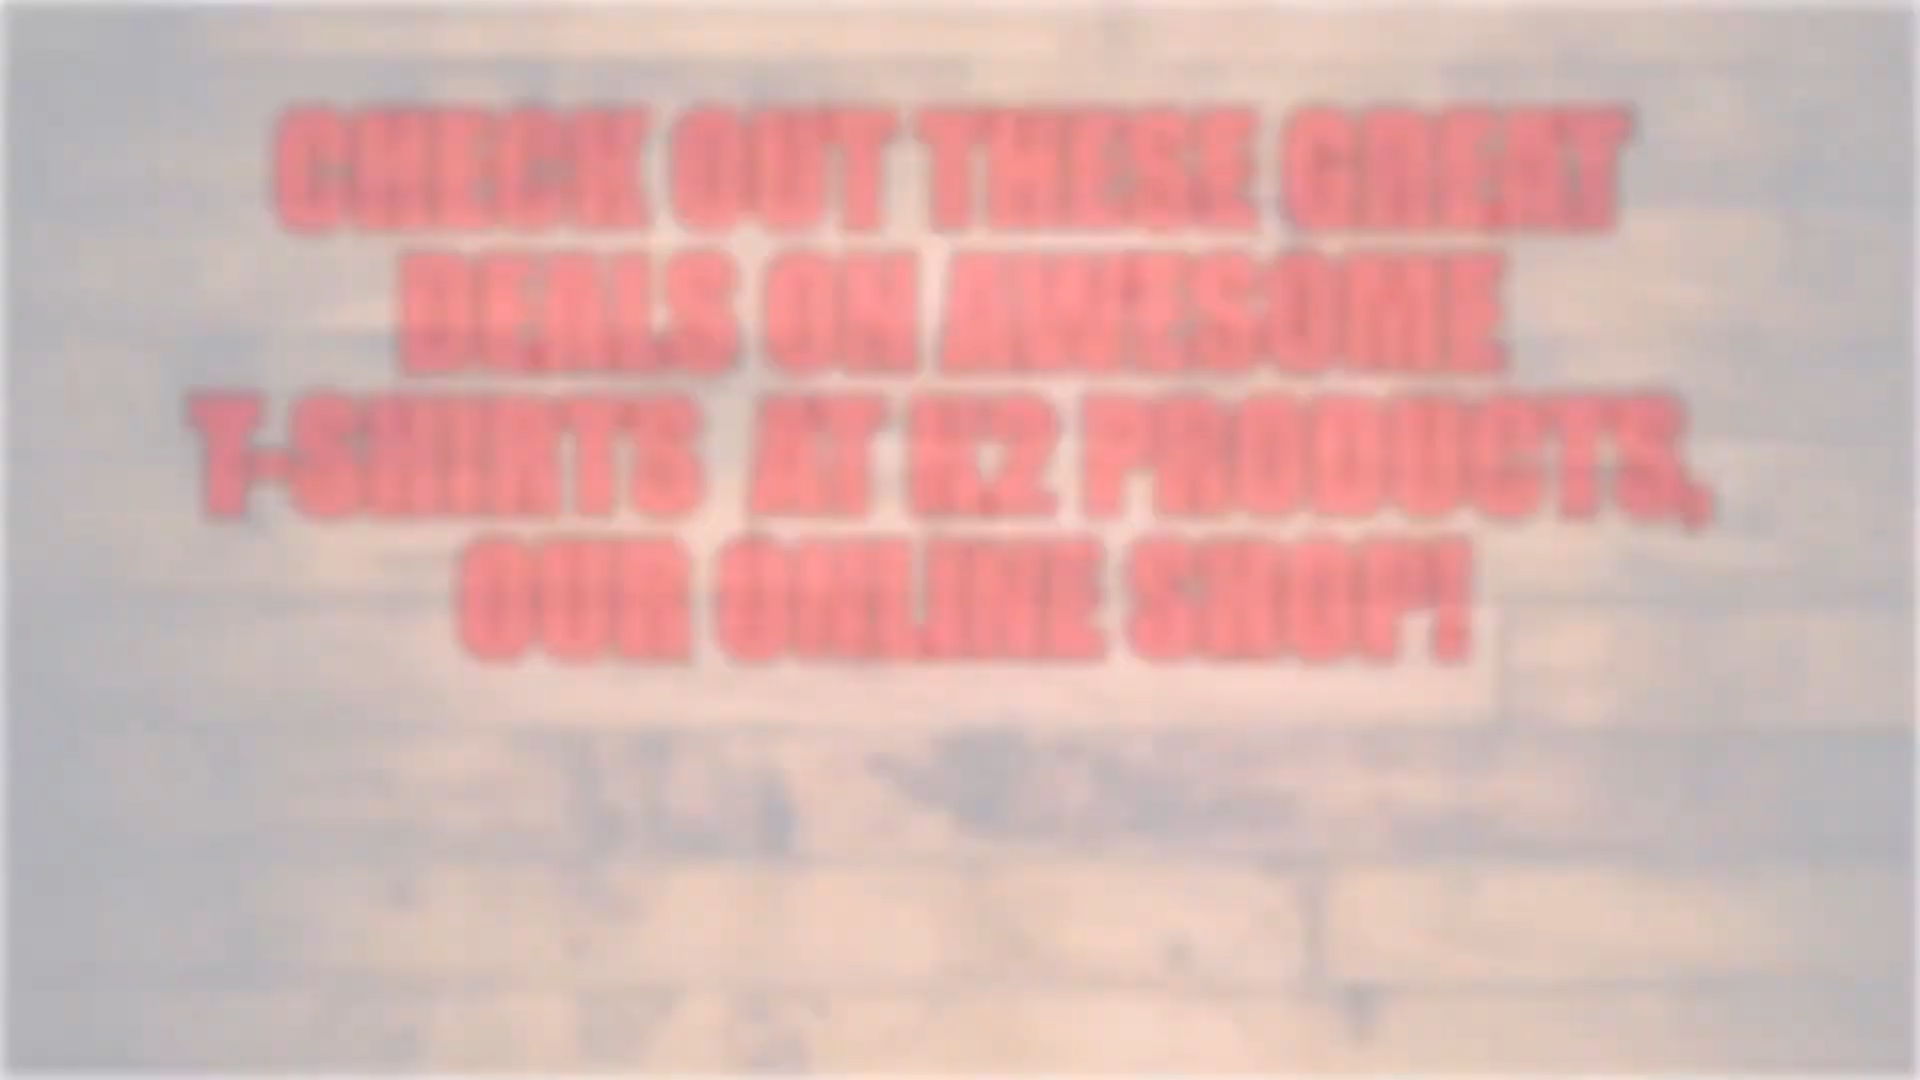 CHECK OUT THESE GREAT
DEALS ON AWESOME
T-SHIRTS AT PRODUCTS,
OUR ONLINE SHOP!